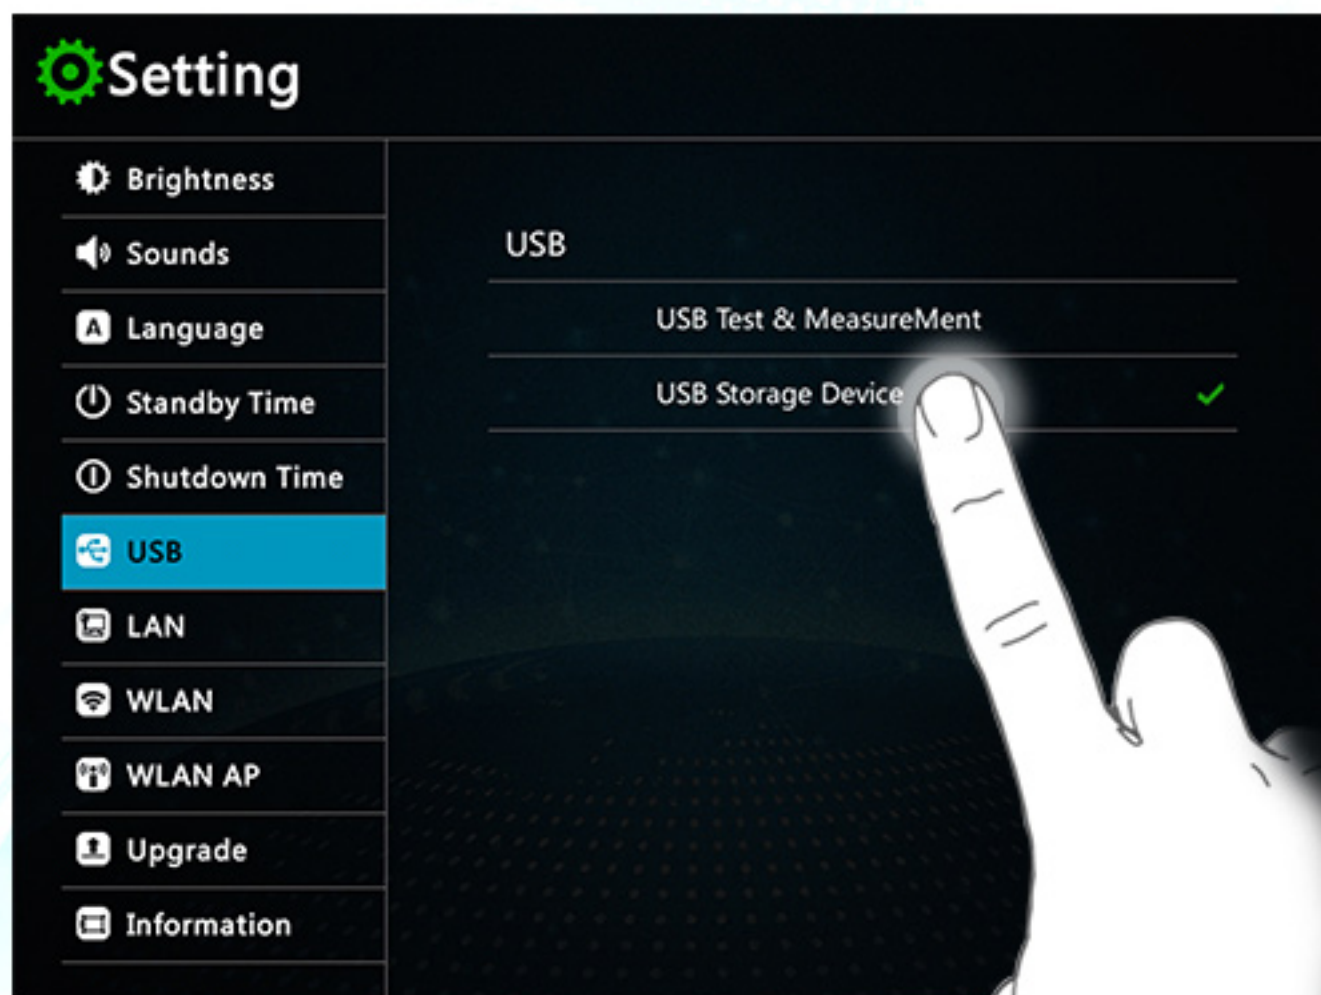 Setting
Brightness
Sounds
A Language
Standby Time
Shutdown Time
USB
LAN
WLAN
WLAN AP
Upgrade
Information
USB
USB Test & MeasureMent
USB Storage Device